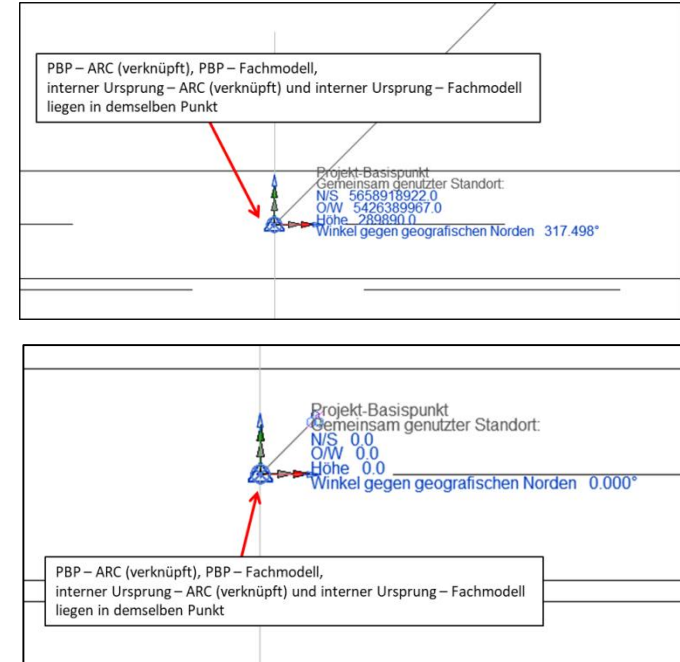 PBP – ARC (verknüpft), PBP – Fachmodell,
interner Ursprung – ARC (verknüpft) und interner Ursprung – Fachmodell
liegen in demselben Punkt
Projekt-Basispunkt
Gemeinsam genutzter Standort:
N/S 5658918922.0
O/W 5426389967.0
Höhe 289890.0
Winkel gegen geografischen Norden 317.498°
Projekt-Basispunkt
Gemeinsam genutzter Standort:
N/S 0.0
O/W 0.0
Höhe 0.0
Winkel gegen geografischen Norden 0.000°
PBP – ARC (verknüpft), PBP – Fachmodell,
interner Ursprung – ARC (verknüpft) und interner Ursprung – Fachmodell
liegen in demselben Punkt